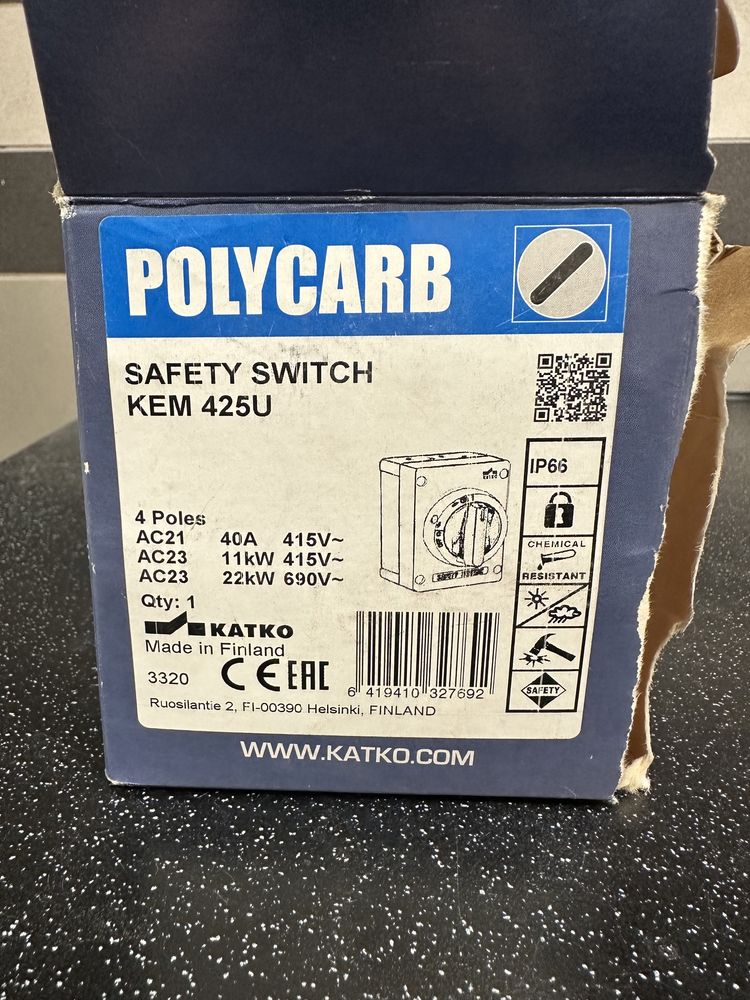 POLYCARB
SAFETY SWITCH
KEM 425U
IP66
4 Poles
AC21 40A 415V~
AC23 11kW 415V~
AC23 22kW 690V~
CHEMICAL
RESISTANT
Qty: 1
KATKO
Made in Finland
3320 CE EAC
6 419410 327692
SAFETY
Ruosilantie 2, FI-00390 Helsinki, FINLAND
WWW.KATKO.COM